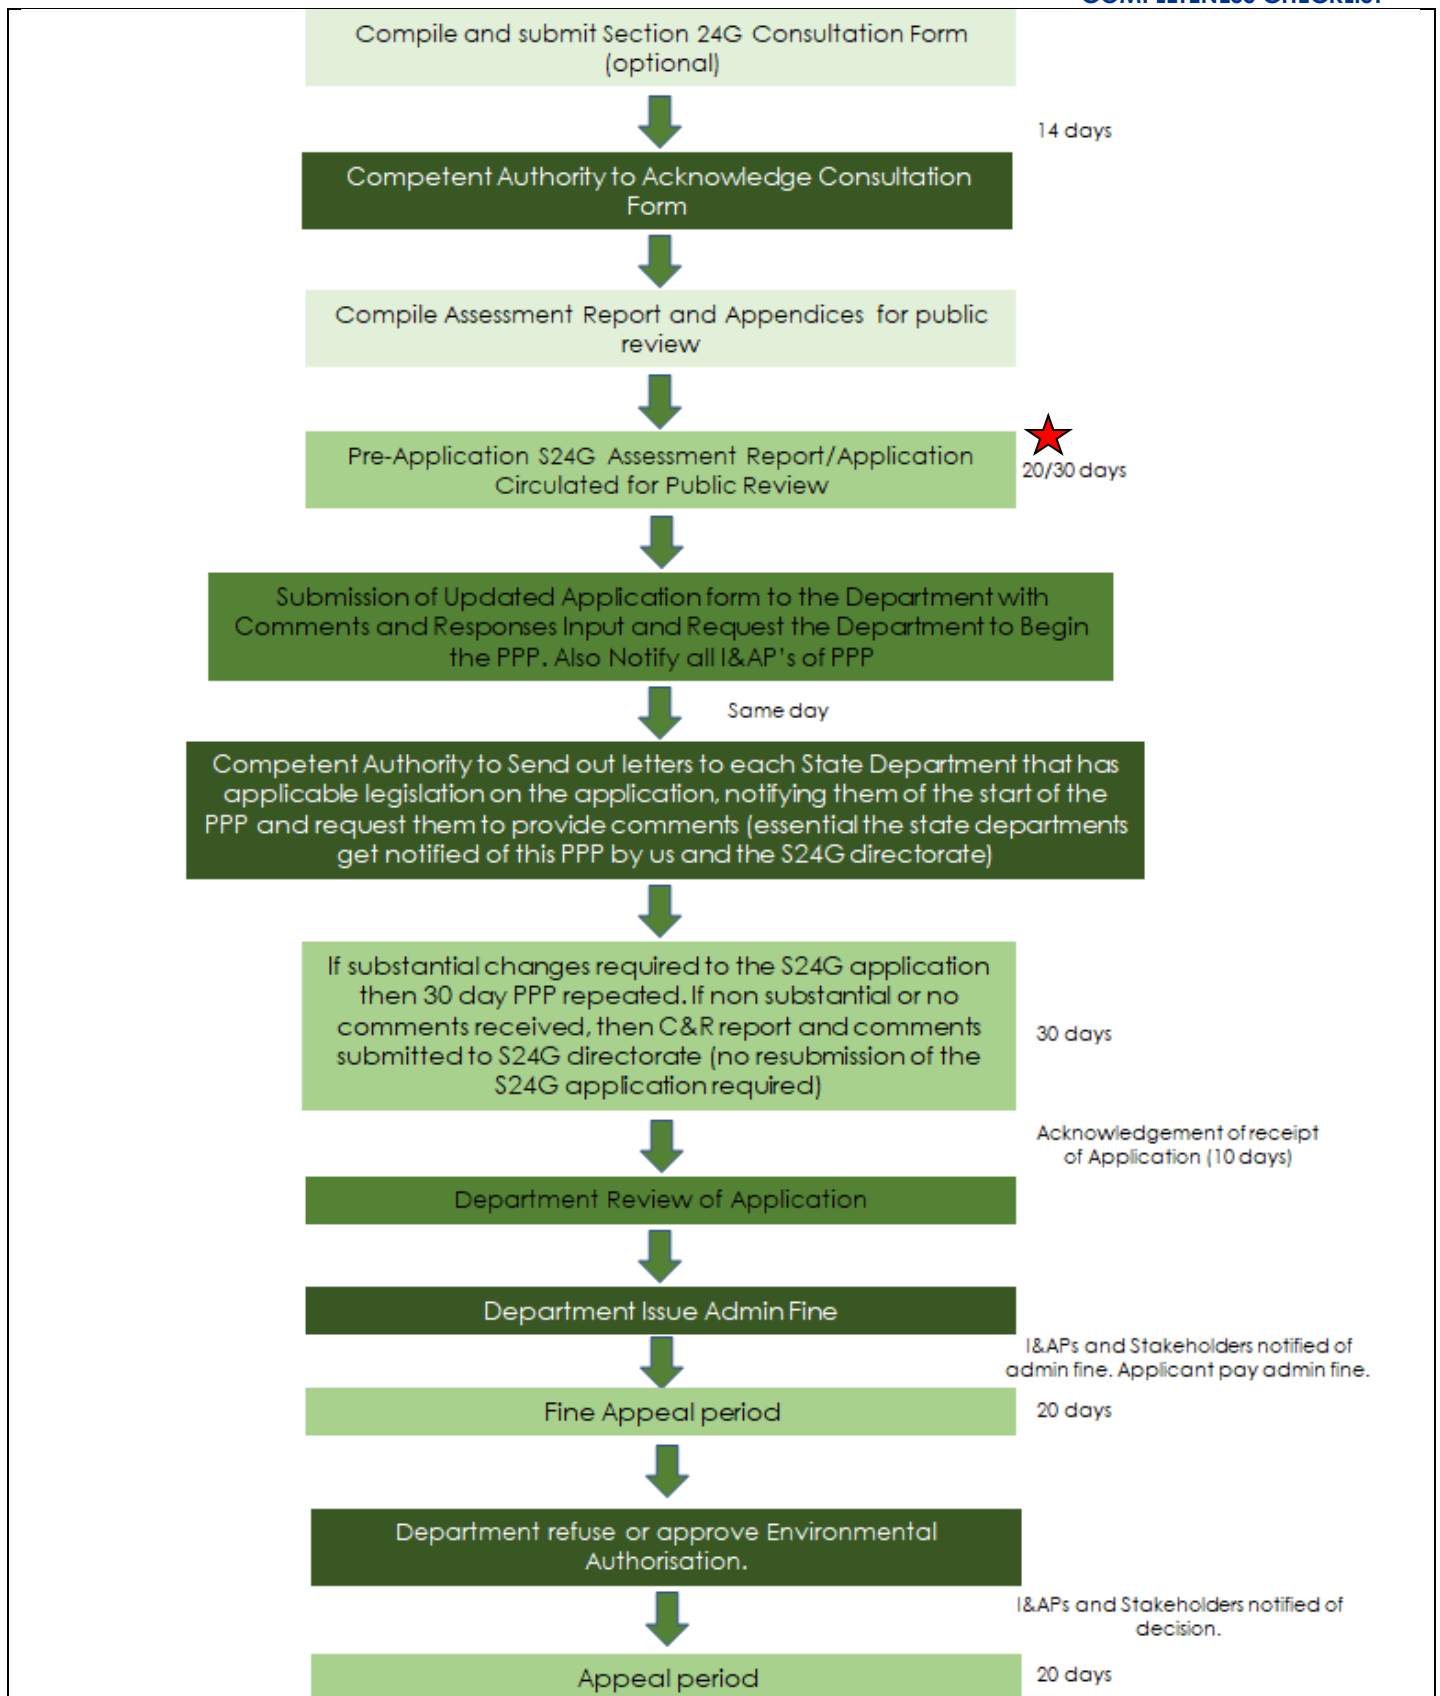 COMPLETENESS CHECKLIST
Compile and submit Section 24G Consultation Form
(optional)
14 days
Competent Authority to Acknowledge Consultation
Form
Compile Assessment Report and Appendices for public
review
Pre-Application S24G Assessment Report/Application
Circulated for Public Review
20/30 days
Submission of Updated Application form to the Department with
Comments and Responses Input and Request the Department to Begin
the PPP. Also Notify all I&AP's of PPP
Same day
Competent Authority to Send out letters to each State Department that has
applicable legislation on the application, notifying them of the start of the
PPP and request them to provide comments (essential the state departments
get notified of this PPP by us and the S24G directorate)
If substantial changes required to the S24G application
then 30 day PPP repeated. If non substantial or no
comments received, then C&R report and comments
submitted to S24G directorate (no resubmission of the
S24G application required)
30 days
Acknowledgement of receipt
of Application (10 days)
Department Review of Application
Department Issue Admin Fine
I&APs and Stakeholders notified of
admin fine. Applicant pay admin fine.
Fine Appeal period
20 days
Department refuse or approve Environmental
Authorisation.
I&APs and Stakeholders notified of
decision.
Appeal period
20 days